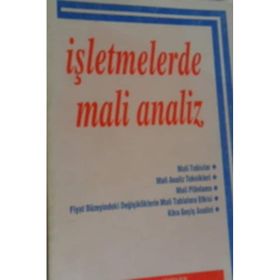 işletmelerde
mali analiz
Mali Tablolar ◆
Mali Analiz Teknikleri ◆
Mali Planlama ◆
Fiyat Düzeyindeki Değişikliklerin Mali Tablolara Etkisi ◆
Kâra Geçiş Analizi ◆